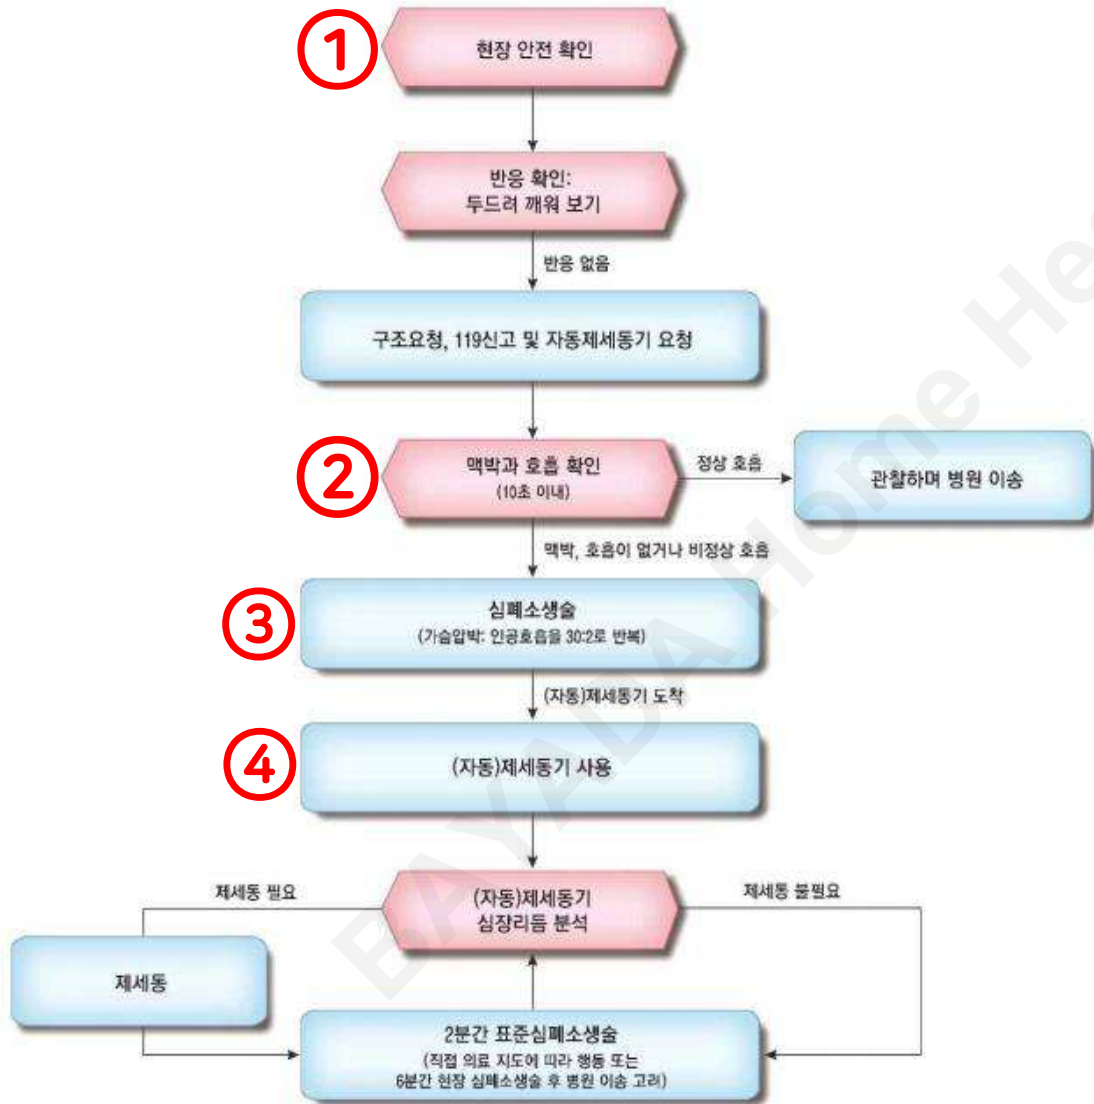 ①
현장 안전 확인
반응 확인:
두드려 깨워 보기
반응 없음
구조요청, 119신고 및 자동제세동기 요청
②
맥박과 호흡 확인
(10초 이내)
정상 호흡
관찰하며 병원 이송
맥박, 호흡이 없거나 비정상 호흡
③
심폐소생술
(가슴압박: 인공호흡을 30:2로 반복)
(자동)제세동기 도착
④
(자동)제세동기 사용
제세동 필요
(자동)제세동기
심장리듬 분석
제세동 불필요
제세동
2분간 표준심폐소생술
(직접 의료 지도에 따라 행동 또는
6분간 현장 심폐소생술 후 병원 이송 고려)
BAYADA Home Hea